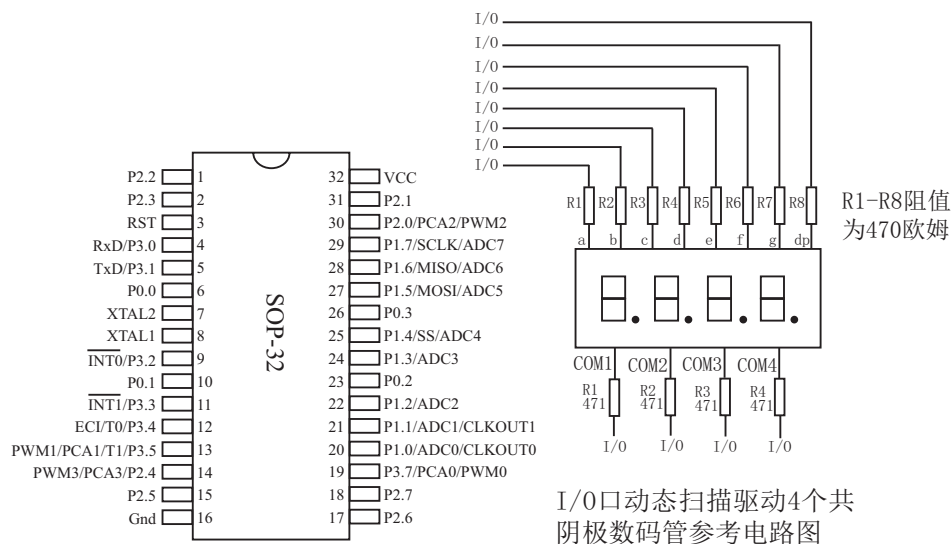 I/O
I/O
I/O
I/O
I/O
I/O
I/O
I/O
R1
R2
R3
R4
R5
R6
R7
R8
R1-R8阻值
为470欧姆
a
b
c
d
e
f
g
dp
COM1
COM2
COM3
COM4
R1
471
R2
471
R3
471
R4
471
I/O
I/O
I/O
I/O
I/O口动态扫描驱动4个共
阴极数码管参考电路图
SOP-32
P2.2 1
P2.3 2
RST 3
RxD/P3.0 4
TxD/P3.1 5
P0.0 6
XTAL2 7
XTAL1 8
INT0/P3.2 9
P0.1 10
INT1/P3.3 11
ECI/T0/P3.4 12
PWM1/PCA1/T1/P3.5 13
PWM3/PCA3/P2.4 14
P2.5 15
Gnd 16
32 VCC
31 P2.1
30 P2.0/PCA2/PWM2
29 P1.7/SCLK/ADC7
28 P1.6/MISO/ADC6
27 P1.5/MOSI/ADC5
26 P0.3
25 P1.4/SS/ADC4
24 P1.3/ADC3
23 P0.2
22 P1.2/ADC2
21 P1.1/ADC1/CLKOUT1
20 P1.0/ADC0/CLKOUT0
19 P3.7/PCA0/PWM0
18 P2.7
17 P2.6